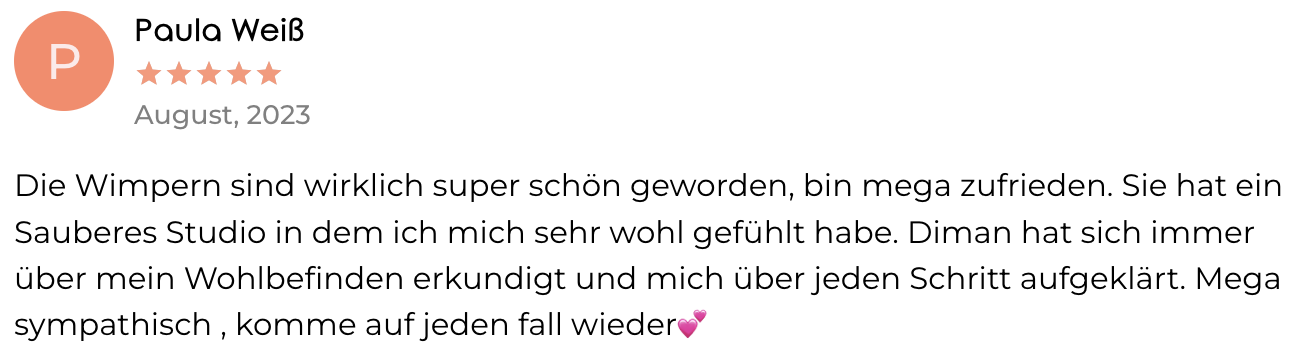 P
Paula Weiß
★★★★★
August, 2023
Die Wimpern sind wirklich super schön geworden, bin mega zufrieden. Sie hat ein
Sauberes Studio in dem ich mich sehr wohl gefühlt habe. Diman hat sich immer
über mein Wohlbefinden erkundigt und mich über jeden Schritt aufgeklärt. Mega
sympathisch , komme auf jeden fall wieder💕